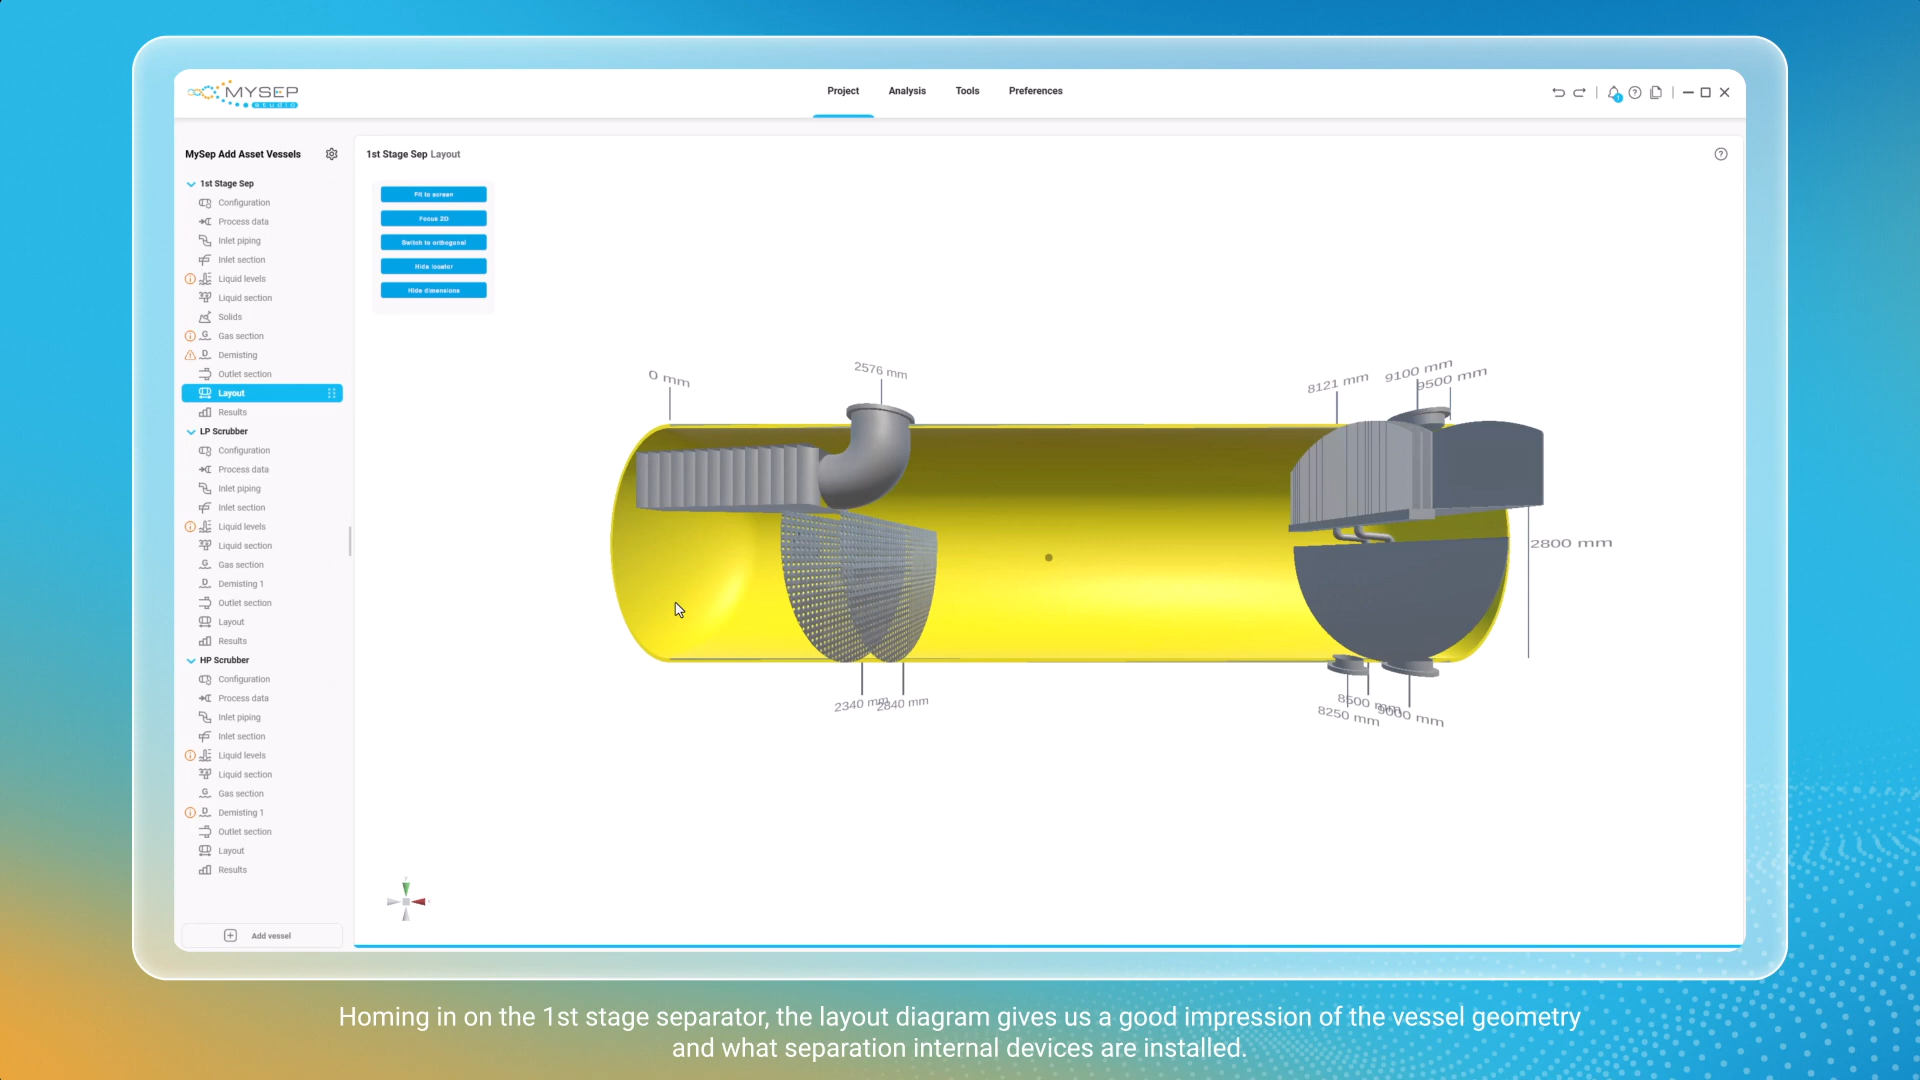 MYSEP
studio
Project
Analysis
Tools
Preferences
MySep Add Asset Vessels
1st Stage Sep
Configuration
Process data
Inlet piping
Inlet section
Liquid levels
Liquid section
Solids
Gas section
Demisting
Outlet section
Layout
Results
LP Scrubber
Configuration
Process data
Inlet piping
Inlet section
Liquid levels
Liquid section
Gas section
Demisting 1
Outlet section
Layout
Results
HP Scrubber
Configuration
Process data
Inlet piping
Inlet section
Liquid levels
Liquid section
Gas section
Demisting 1
Outlet section
Layout
Results
Add vessel
1st Stage Sep Layout
Fit to screen
Focus 2D
Switch to orthogonal
Hide locator
Hide dimensions
0 mm
2576 mm
8121 mm
9100 mm
9500 mm
2800 mm
2340 mm
2840 mm
8500 mm
8250 mm
9000 mm
Homing in on the 1st stage separator, the layout diagram gives us a good impression of the vessel geometry
and what separation internal devices are installed.